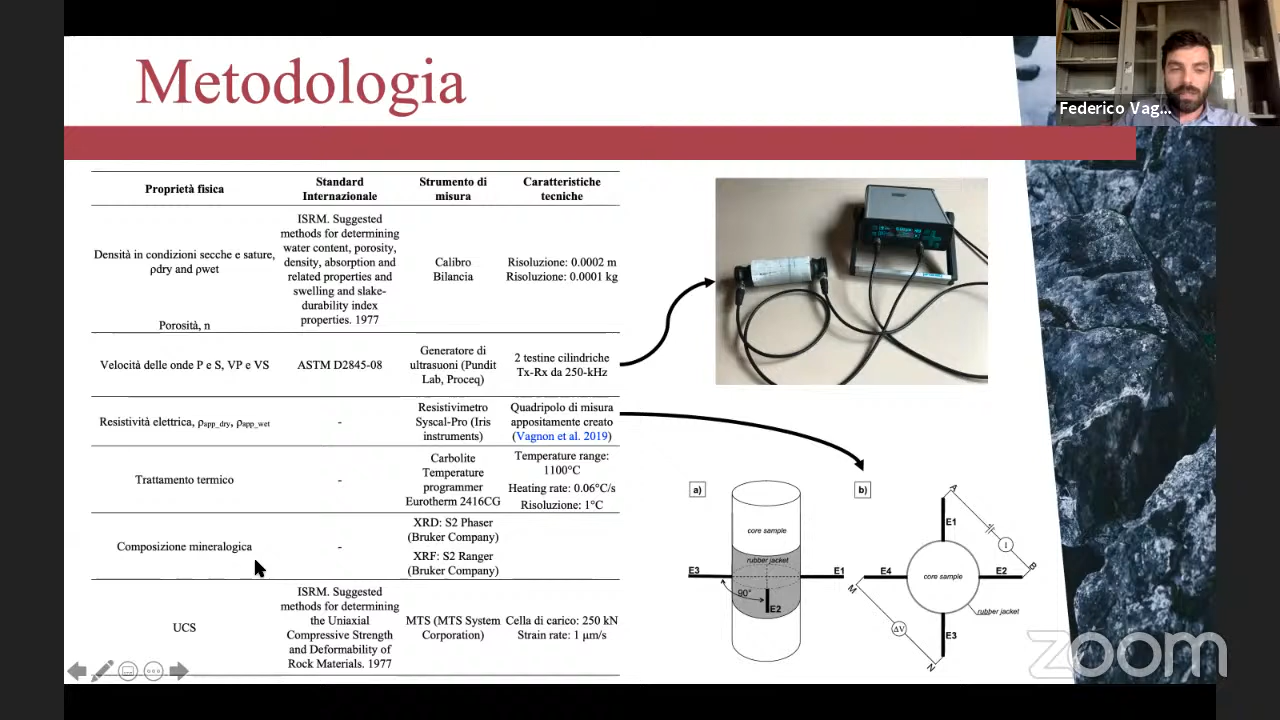 Metodologia
Federico Vag...
Proprietà fisica
Standard
Internazionale
Strumento di
misura
Caratteristiche
tecniche
Densità in condizioni secche e sature,
ρdry and ρwet
Porosità, n
ISRM. Suggested
methods for determining
water content, porosity,
density, absorption and
related properties and
swelling and slake-
durability index
properties. 1977
Calibro
Bilancia
Risoluzione: 0.0002 m
Risoluzione: 0.0001 kg
Velocità delle onde P e S, VP e VS
ASTM D2845-08
Generatore di
ultrasuoni (Pundit
Lab, Proceq)
2 testine cilindriche
Tx-Rx da 250-kHz
Resistività elettrica, ρapp_dry, ρapp_wet
-
Resistivimetro
Syscal-Pro (Iris
instruments)
Quadripolo di misura
appositamente creato
(Vagnon et al. 2019)
Trattamento termico
-
Carbolite
Temperature
programmer
Eurotherm 2416CG
Temperature range:
1100°C
Heating rate: 0.06°C/s
Risoluzione: 1°C
Composizione mineralogica
-
XRD: S2 Phaser
(Bruker Company)
XRF: S2 Ranger
(Bruker Company)
UCS
ISRM. Suggested
methods for determining
the Uniaxial
Compressive Strength
and Deformability of
Rock Materials. 1977
MTS (MTS System
Corporation)
Cella di carico: 250 kN
Strain rate: 1 μm/s
a)
core sample
rubber jacket
E3
E1
90°
E2
b)
A
E1
I
B
E4
core sample
E2
M
rubber jacket
ΔV
E3
N
zoom